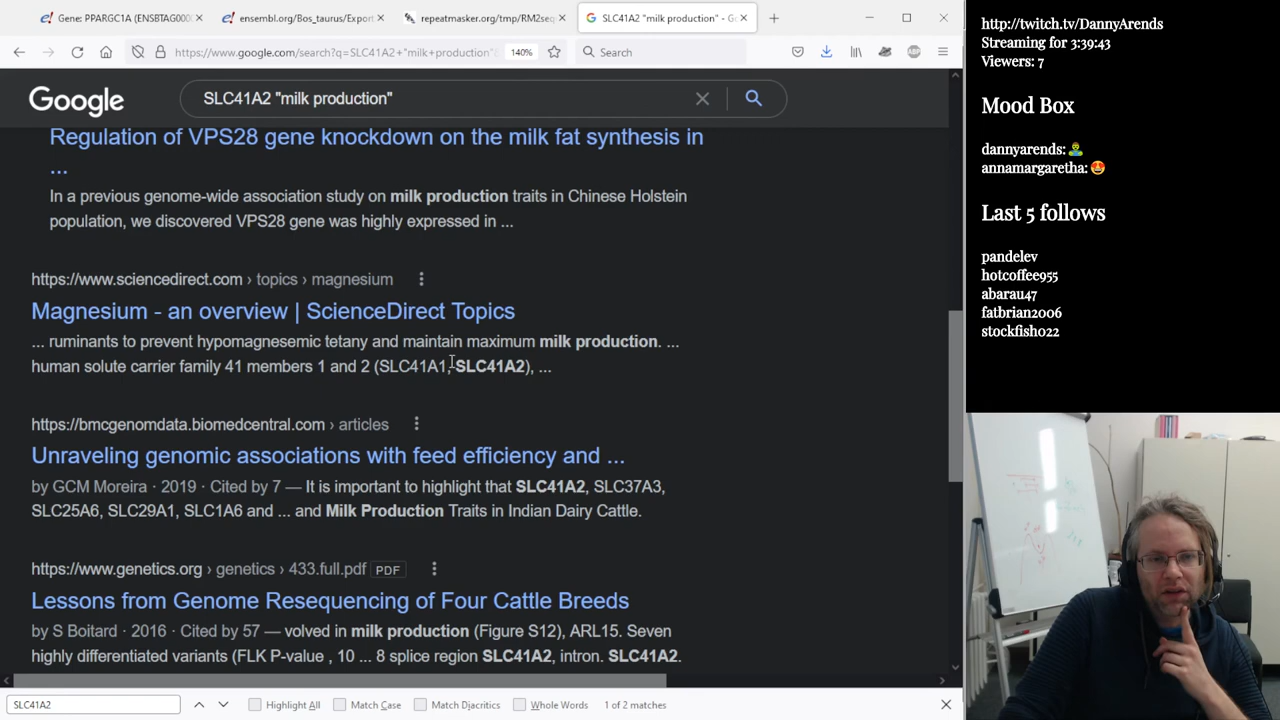 Gene: PPARGC1A (ENSBTAG000
ensembl.org/Bos_taurus/Export
repeatmasker.org/tmp/RM2seq
SLC41A2 "milk production" - Go
https://www.google.com/search?q=SLC41A2+"milk+production"
140%
Search
Google
SLC41A2 "milk production"
Regulation of VPS28 gene knockdown on the milk fat synthesis in
...
In a previous genome-wide association study on milk production traits in Chinese Holstein
population, we discovered VPS28 gene was highly expressed in ...
https://www.sciencedirect.com › topics › magnesium
Magnesium - an overview | ScienceDirect Topics
... ruminants to prevent hypomagnesemic tetany and maintain maximum milk production. ...
human solute carrier family 41 members 1 and 2 (SLC41A1, SLC41A2), ...
https://bmcgenomdata.biomedcentral.com › articles
Unraveling genomic associations with feed efficiency and ...
by GCM Moreira · 2019 · Cited by 7 — It is important to highlight that SLC41A2, SLC37A3,
SLC25A6, SLC29A1, SLC1A6 and ... and Milk Production Traits in Indian Dairy Cattle.
https://www.genetics.org › genetics › 433.full.pdf PDF
Lessons from Genome Resequencing of Four Cattle Breeds
by S Boitard · 2016 · Cited by 57 — volved in milk production (Figure S12), ARL15. Seven
highly differentiated variants (FLK P-value , 10 ... 8 splice region SLC41A2, intron. SLC41A2.
SLC41A2
Highlight All
Match Case
Match Diacritics
Whole Words
1 of 2 matches
http://twitch.tv/DannyArends
Streaming for 3:39:43
Viewers: 7
Mood Box
dannyarends: 🧟‍♂️
annamargaretha: 😍
Last 5 follows
pandelev
hotcoffee955
abarau47
fatbrian2006
stockfish022